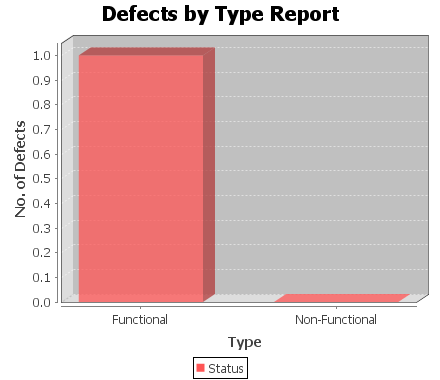 Defects by Type Report
No. of Defects
1.0
0.9
0.8
0.7
0.6
0.5
0.4
0.3
0.2
0.1
0.0
Functional
Non-Functional
Type
Status